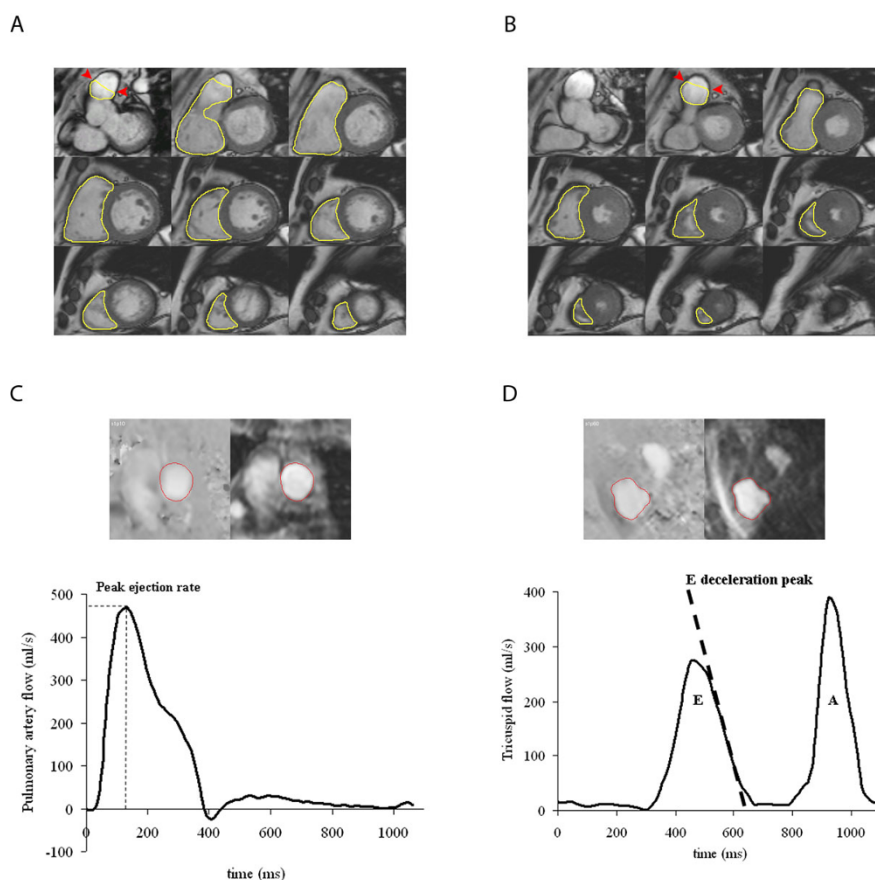 A
B
C
D
Peak ejection rate
500
400
300
200
100
0
-100
0
200
400
600
800
1000
Pulmonary artery flow (ml/s)
time (ms)
E deceleration peak
400
300
200
100
0
0
200
400
600
800
1000
E
A
Tricuspid flow (ml/s)
time (ms)